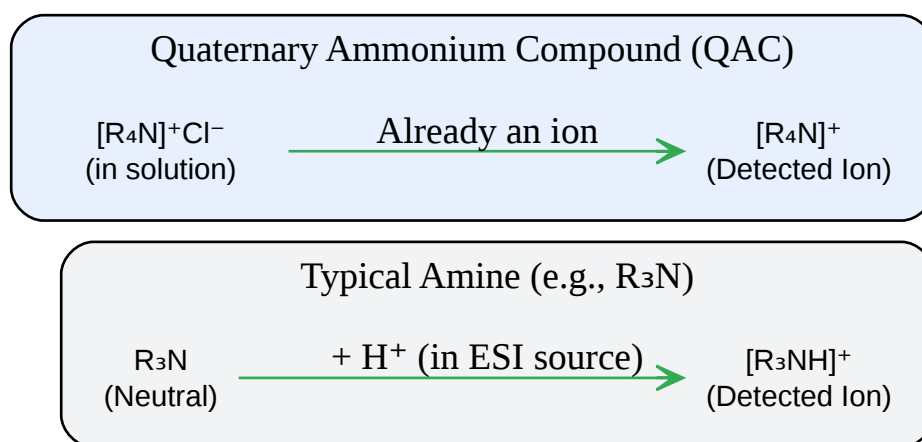 Quaternary Ammonium Compound (QAC)
[R₄N]⁺Cl⁻
(in solution)
Already an ion
[R₄N]⁺
(Detected Ion)
Typical Amine (e.g., R₃N)
R₃N
(Neutral)
+ H⁺ (in ESI source)
[R₃NH]⁺
(Detected Ion)